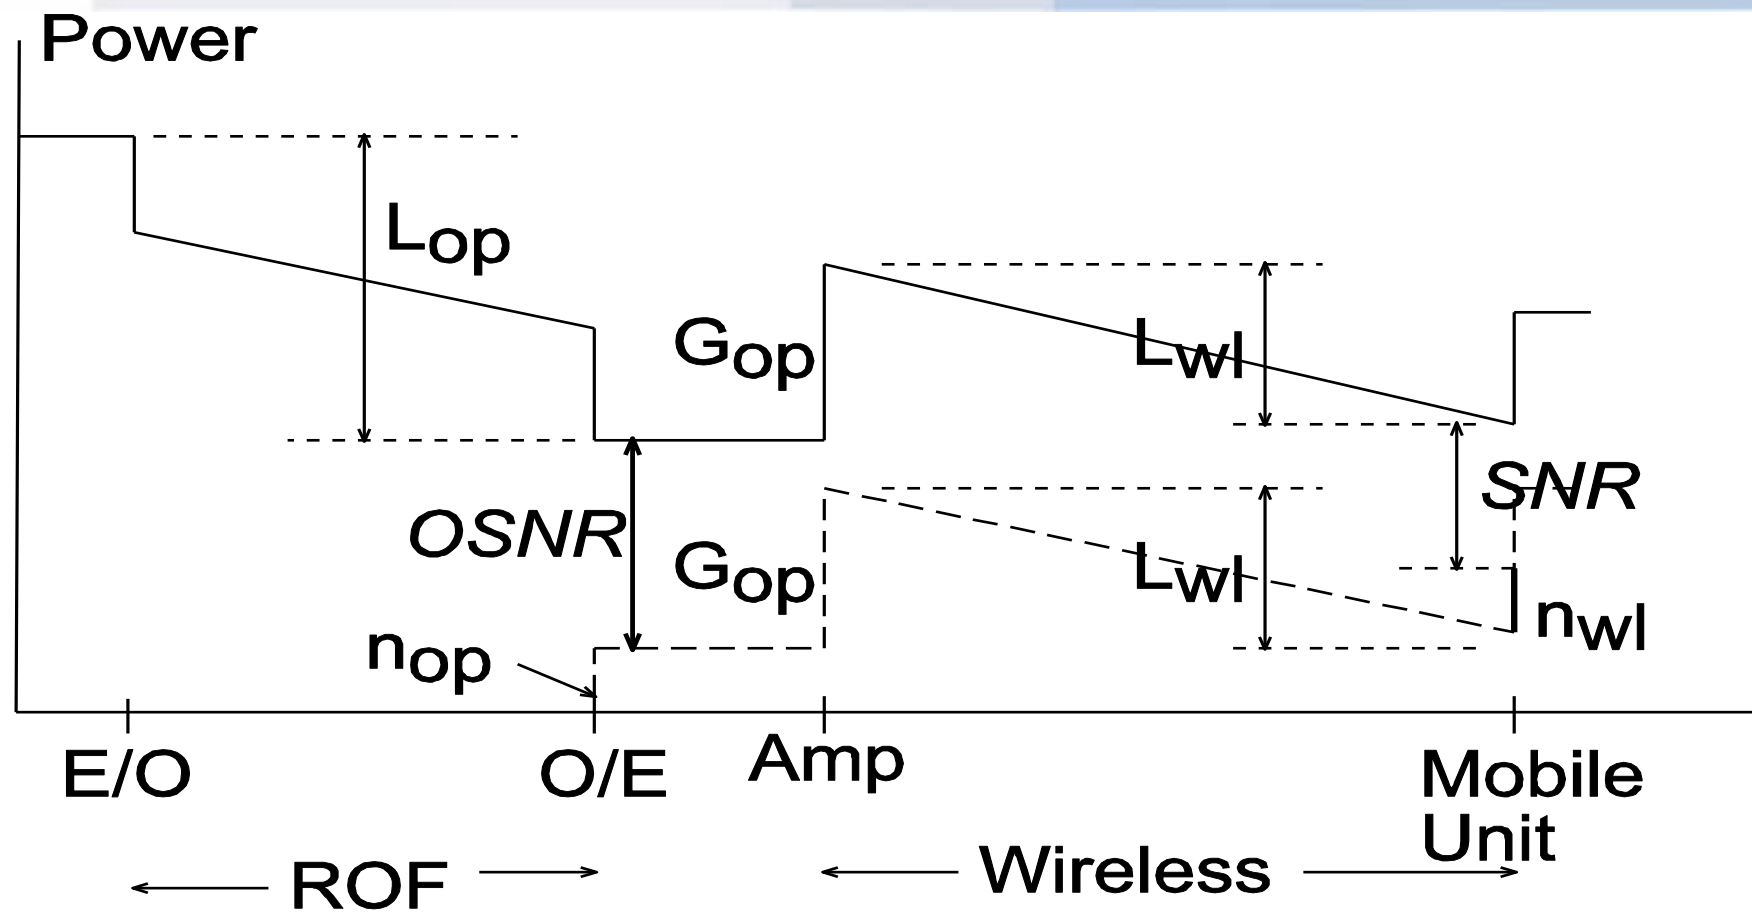 Power
Lop
Gop
Lwl
OSNR
SNR
Gop
Lwl
nop
nwl
E/O
O/E
Amp
Mobile
Unit
ROF
Wireless